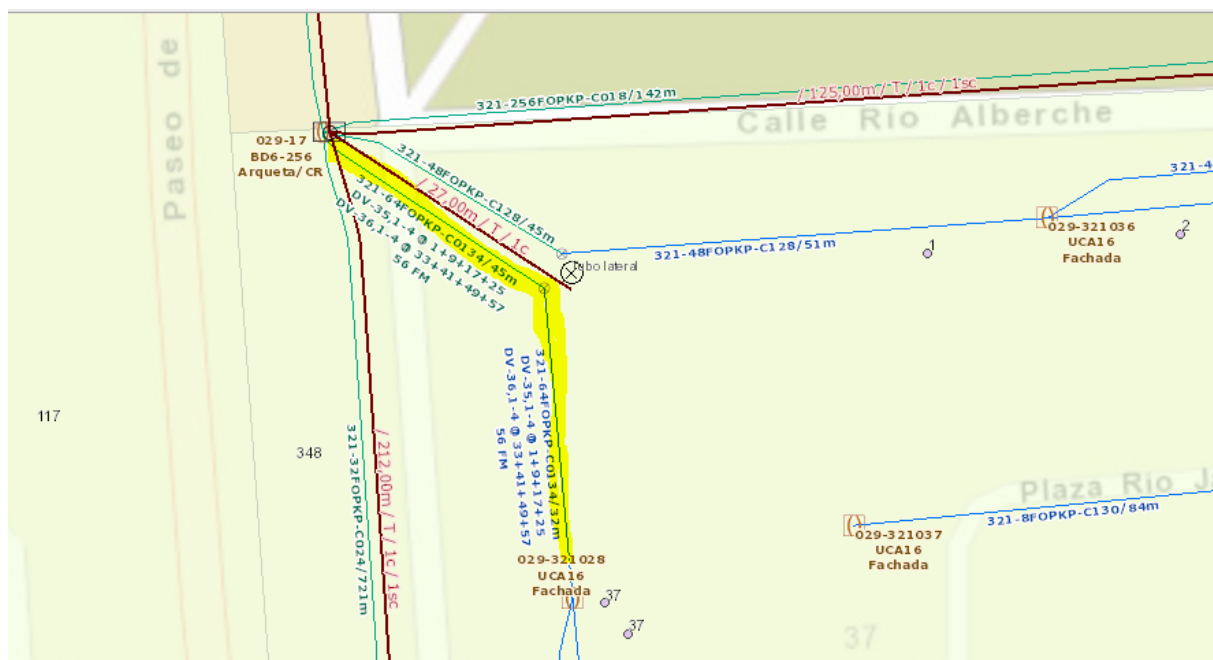 Paseo de
321-256FOPKP-C018/142m
/ 125,00m / T / 1c / 1sc
Calle Río Alberche
029-17
BD6-256
Arqueta/CR
321-48FOPKP-C128/45m
/ 27,00m / T / 1c
321-64FOPKP-C0134/45m
DV-35,1-4 @ 1+9+17+25
DV-36,1-4 @ 33+41+49+57
56 FM
Tubo lateral
321-48FOPKP-C128/51m
321-4
029-321036
UCA16
Fachada
1
2
321-64FOPKP-C0134/32m
DV-35,1-4 @ 1+9+17+25
DV-36,1-4 @ 33+41+49+57
56 FM
117
348
/ 212,00m / T / 1c / 1sc
321-32FOPKP-C024/721m
Plaza Río Ja
321-8FOPKP-C130/84m
029-321037
UCA16
Fachada
029-321028
UCA16
Fachada
37
37
37